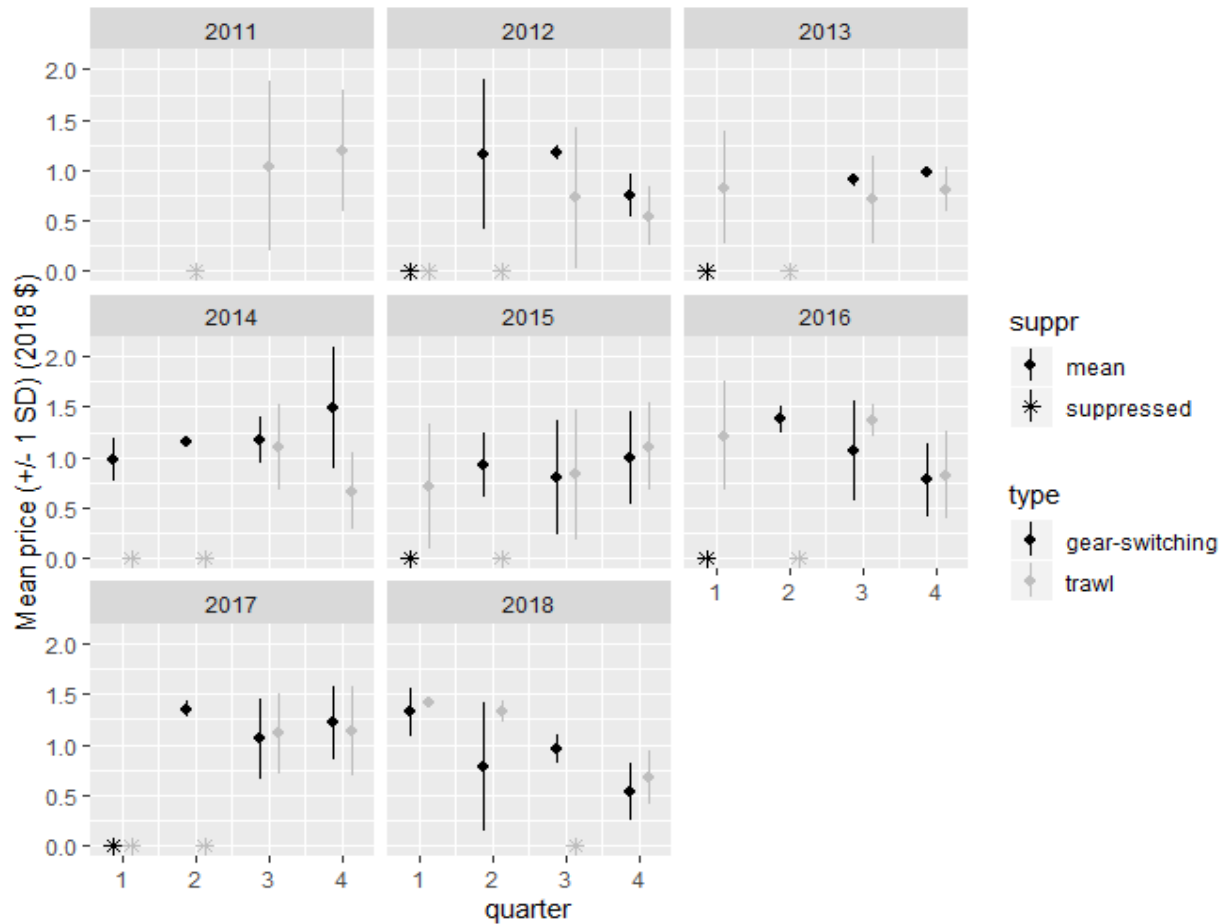 2011 2012 2013
2.0
1.5
1.0
0.5
0.0
2014 2015 2016
2.0
1.5
1.0
0.5
0.0
1 2 3 4
2017 2018
2.0
1.5
1.0
0.5
0.0
1 2 3 4 1 2 3 4
quarter
Mean price (+/- 1 SD) (2018 $)
suppr
mean
suppressed
type
gear-switching
trawl